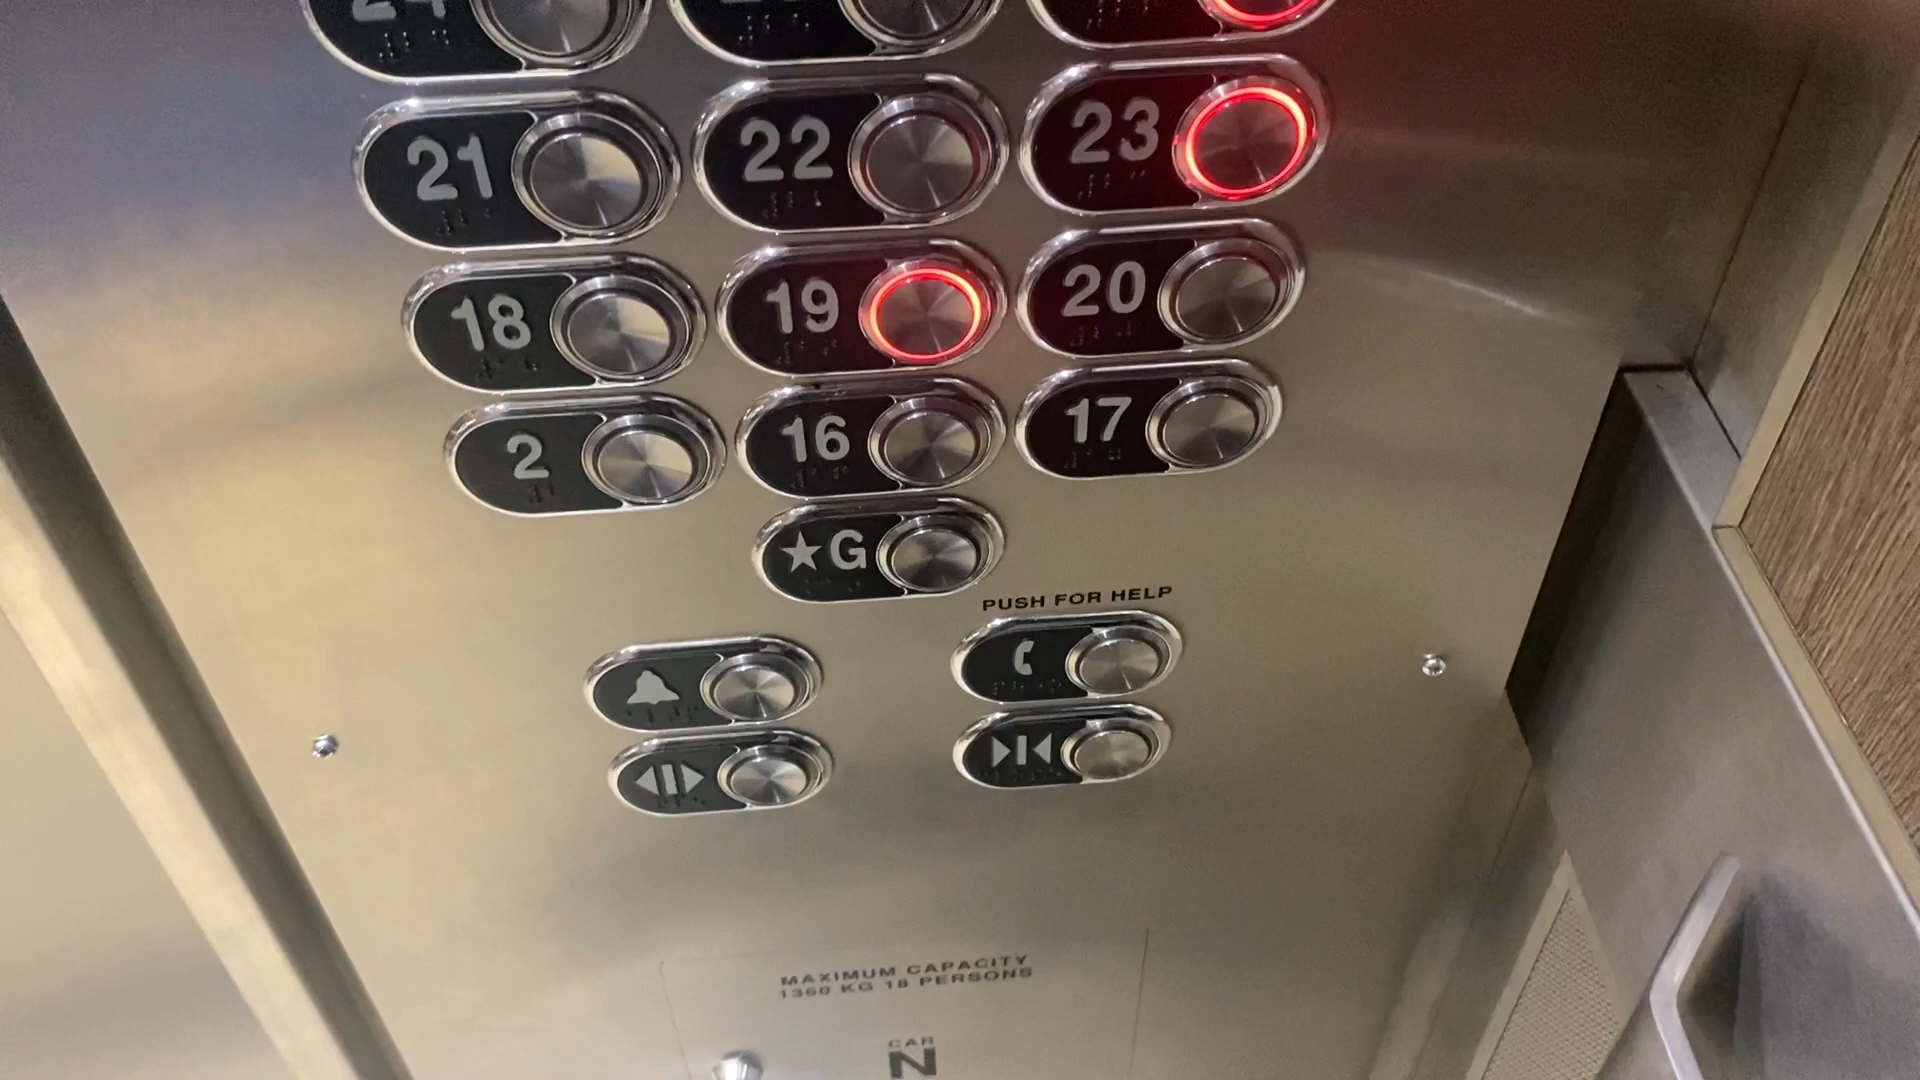 24
21 22 23
18 19 20
2 16 17
★G
PUSH FOR HELP
MAXIMUM CAPACITY
1360 KG 18 PERSONS
CAR
N